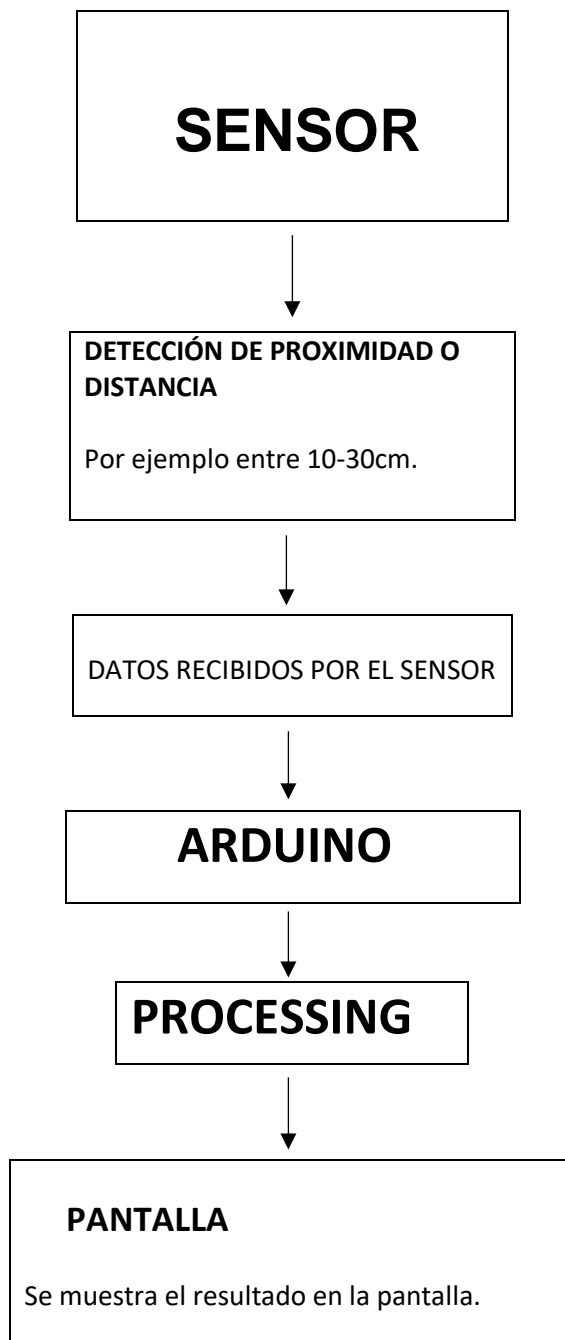 SENSOR
DETECCIÓN DE PROXIMIDAD O
DISTANCIA
Por ejemplo entre 10-30cm.
DATOS RECIBIDOS POR EL SENSOR
ARDUINO
PROCESSING
PANTALLA
Se muestra el resultado en la pantalla.